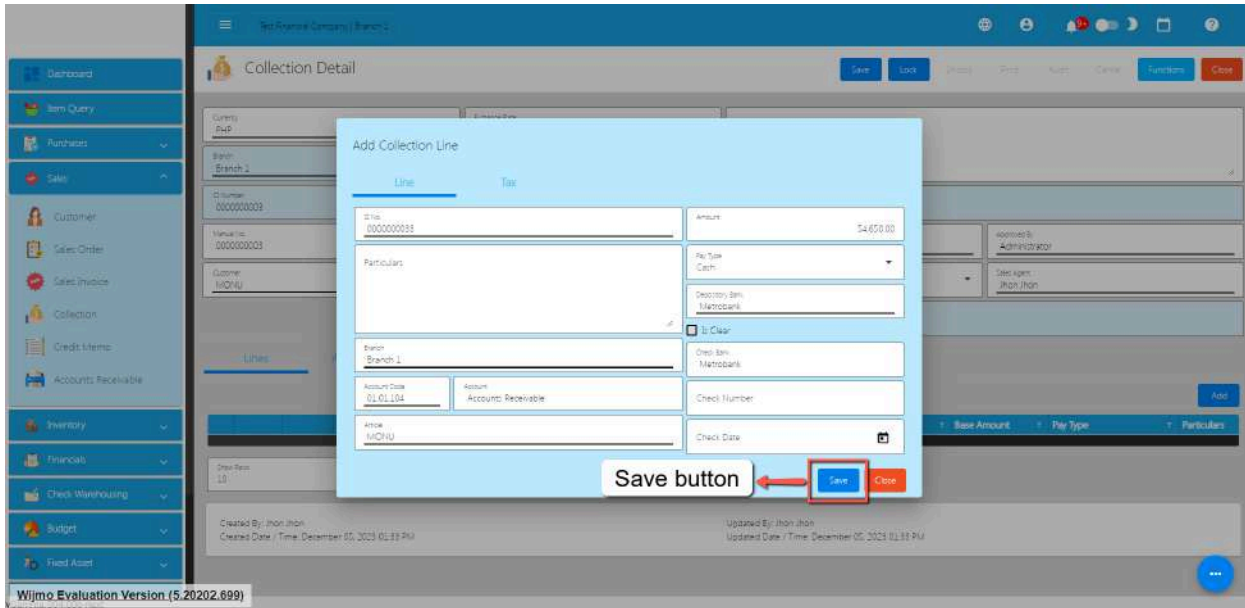 Test Financial Company | Branch 1
Dashboard
Item Query
Purchases
Sales
Customer
Sales Order
Sales Invoice
Collection
Credit Memo
Accounts Receivable
Inventory
Financials
Check Warehousing
Budget
Fixed Asset
Wijmo Evaluation Version (5.20202.699)
Collection Detail
Save
Lock
Print
Cancel
Functions
Close
Currency
PHP
Branch
Branch 1
ID Number
0000000003
Manual No.
0000000003
Customer
MONU
Approved By
Administrator
Sales Agent
Jhon Jhon
Lines
Add
Base Amount
Pay Type
Particulars
Show Rows
10
Created By: Jhon Jhon
Created Date / Time: December 05, 2023 01:33 PM
Updated By: Jhon Jhon
Updated Date / Time: December 05, 2023 01:33 PM
Add Collection Line
Line
Tax
Particulars
Branch
Branch 1
Account Code
01.01.104
Account
Accounts Receivable
Article
MONU
Amount
54,650.00
Pay Type
Cash
Depository Bank
Metrobank
Is Clear
Check Bank
Metrobank
Check Number
Check Date
Save button
Save
Close